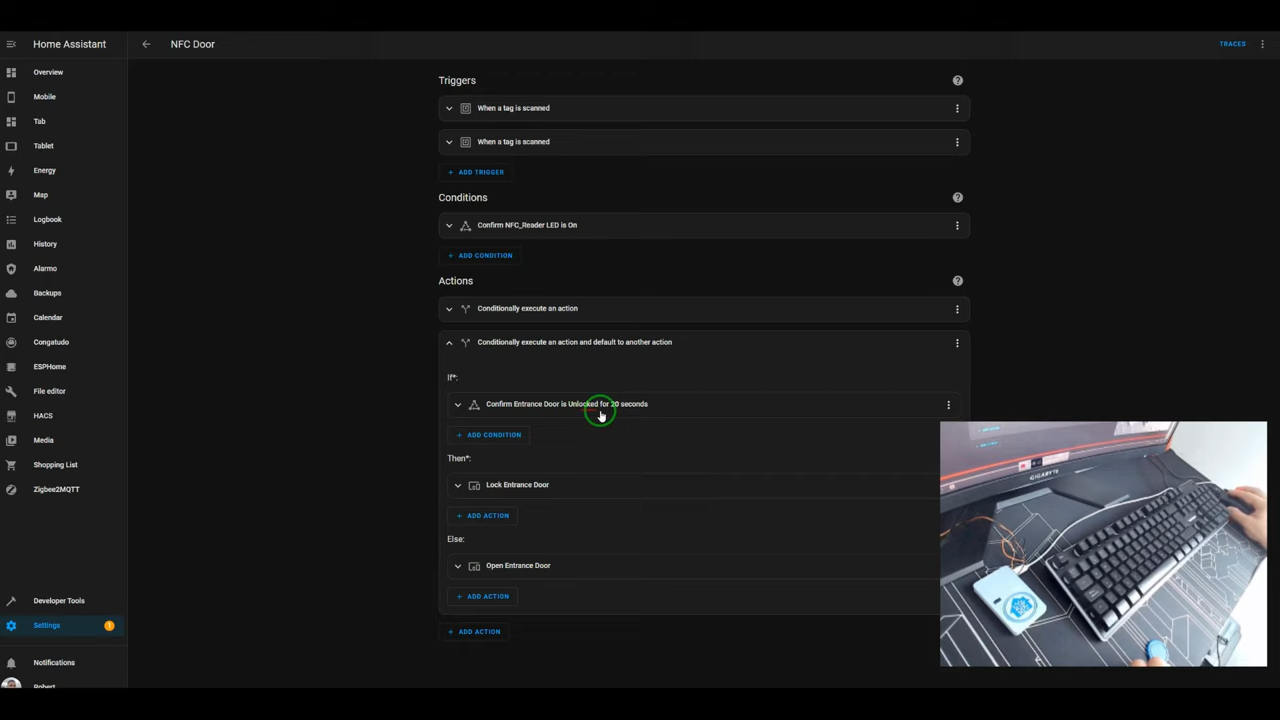 Home Assistant
NFC Door
TRACES
Overview
Mobile
Tab
Tablet
Energy
Map
Logbook
History
Alarmo
Backups
Calendar
Congatudo
ESPHome
File editor
HACS
Media
Shopping List
Zigbee2MQTT
Developer Tools
Settings
1
Notifications
Robert
Triggers
When a tag is scanned
When a tag is scanned
+ ADD TRIGGER
Conditions
Confirm NFC_Reader LED is On
+ ADD CONDITION
Actions
Conditionally execute an action
Conditionally execute an action and default to another action
If*:
Confirm Entrance Door is Unlocked for 20 seconds
+ ADD CONDITION
Then*:
Lock Entrance Door
+ ADD ACTION
Else:
Open Entrance Door
+ ADD ACTION
+ ADD ACTION
GIGABYTE